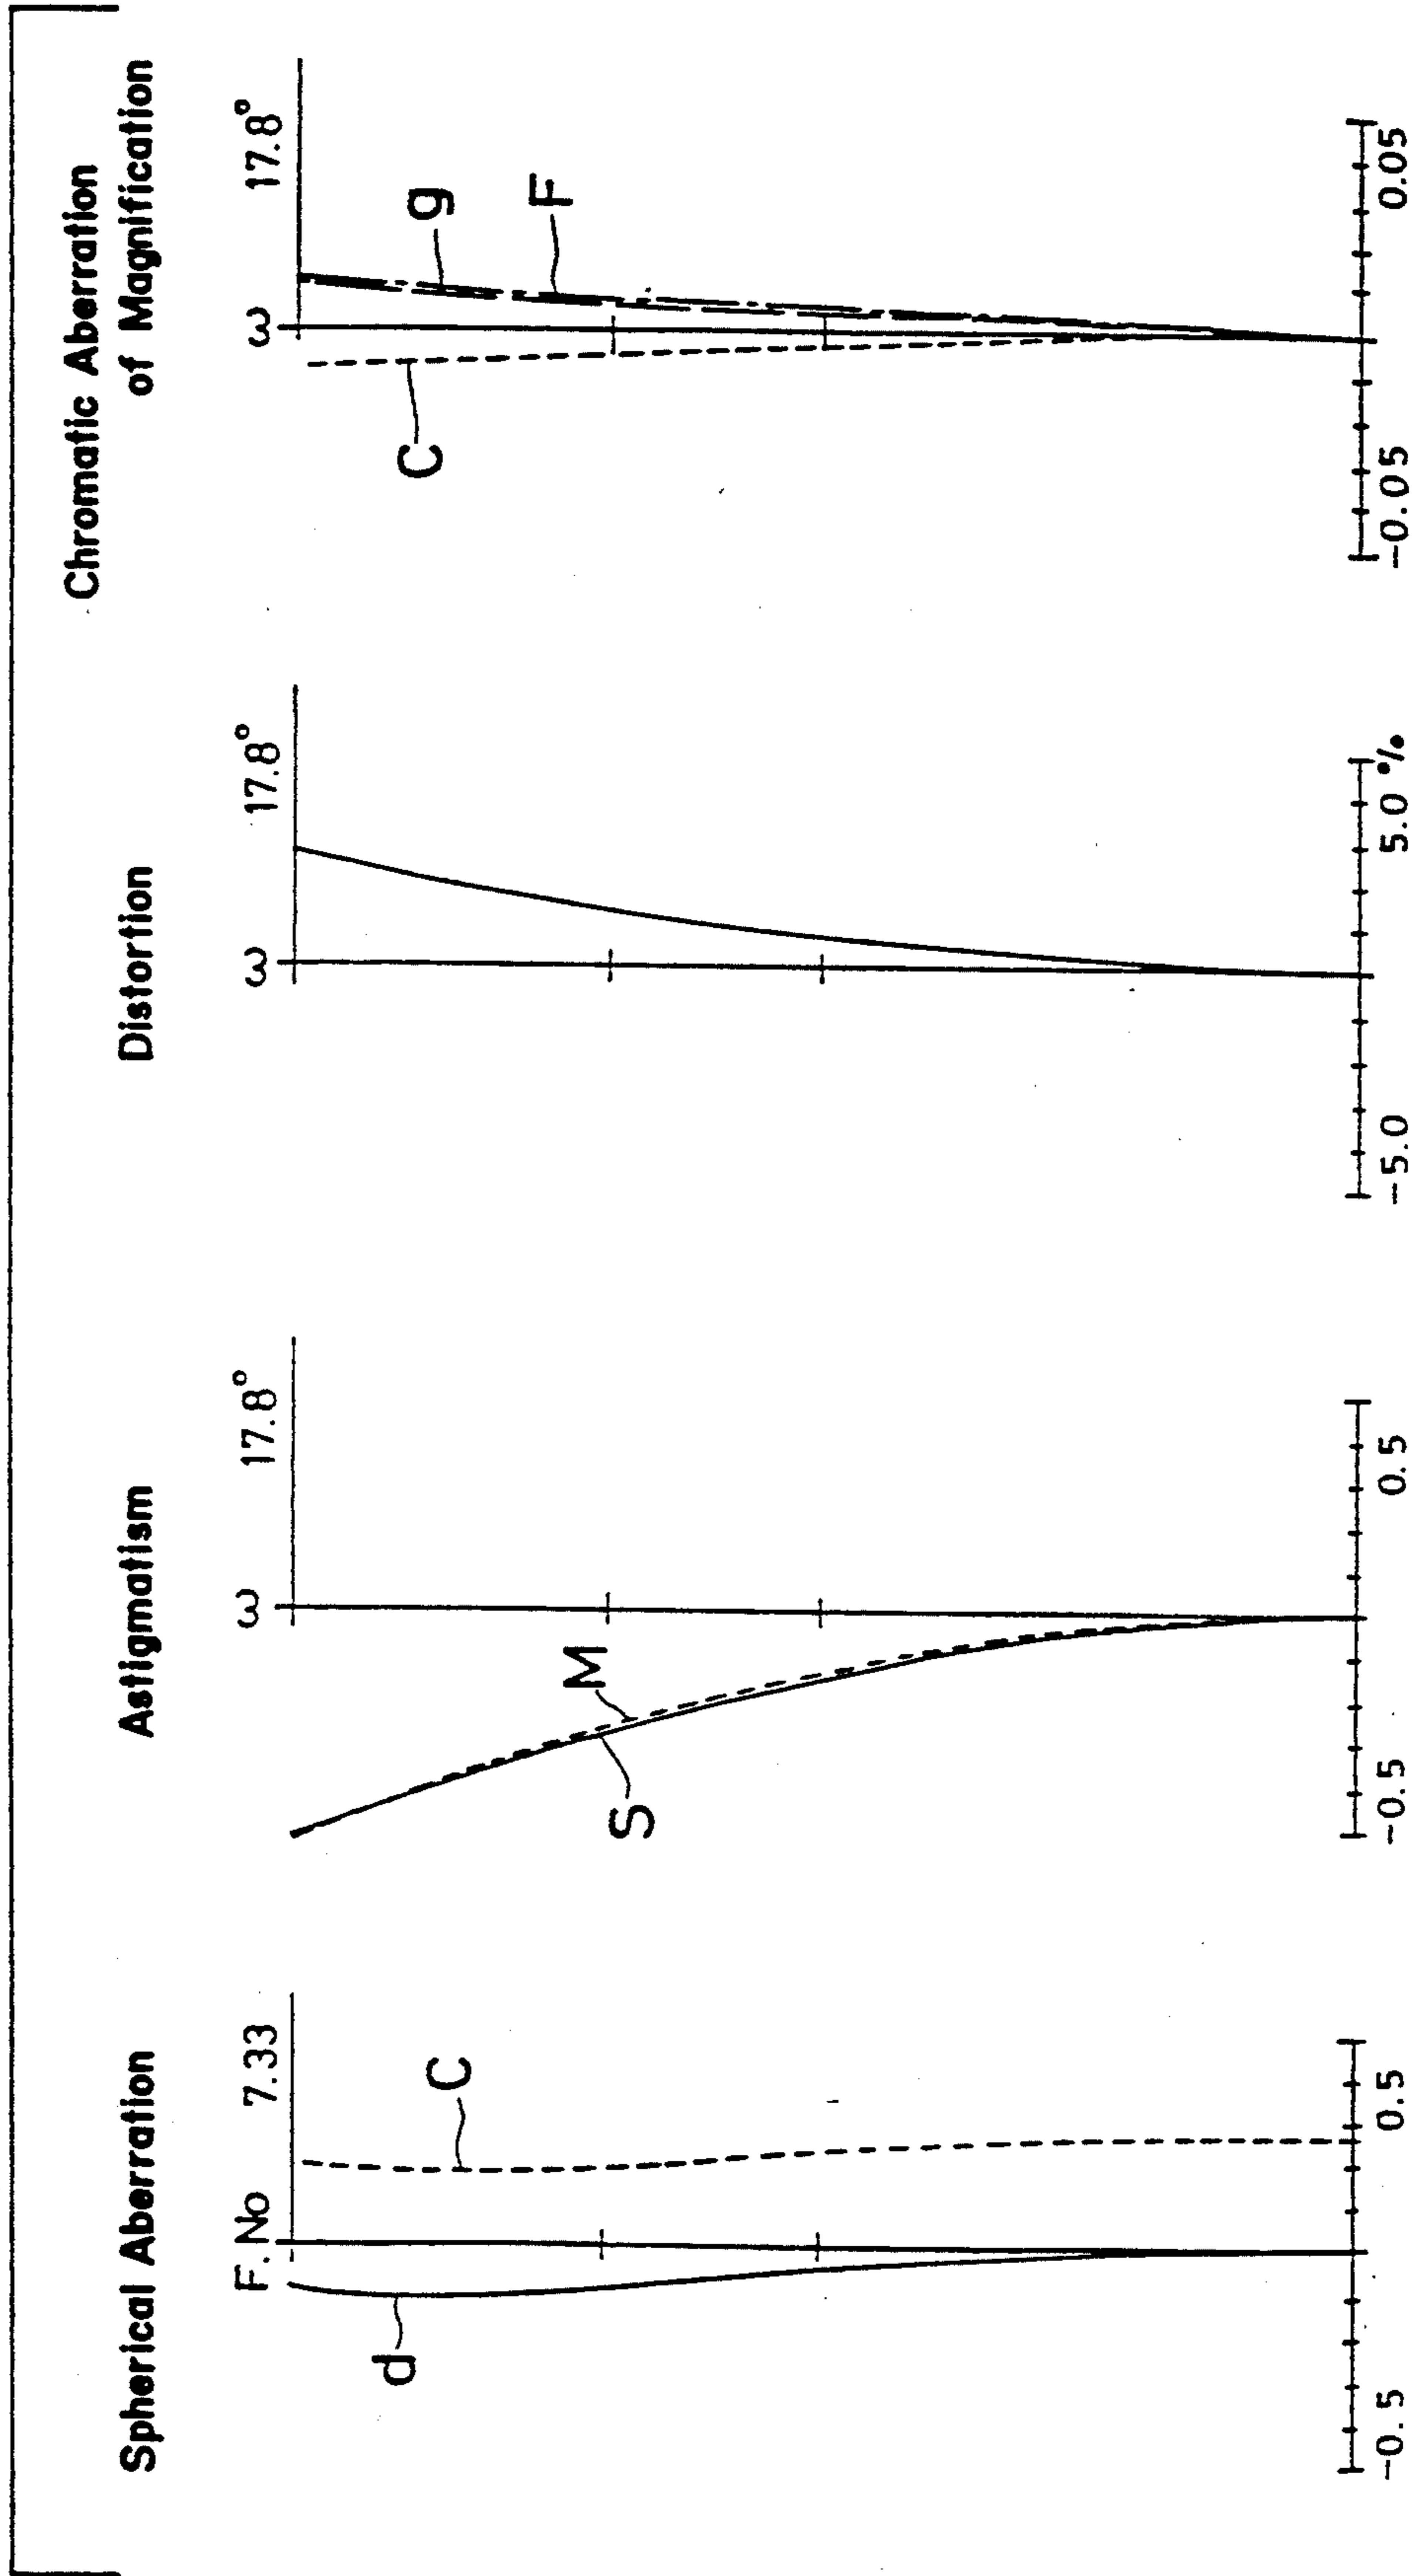 Spherical Aberration
F. No 7.33
d
C
-0.5
0.5
Astigmatism
ω 17.8°
M
S
-0.5
0.5
Distortion
ω 17.8°
-5.0
5.0 %
Chromatic Aberration
of Magnification
ω 17.8°
C
g
F
-0.05
0.05